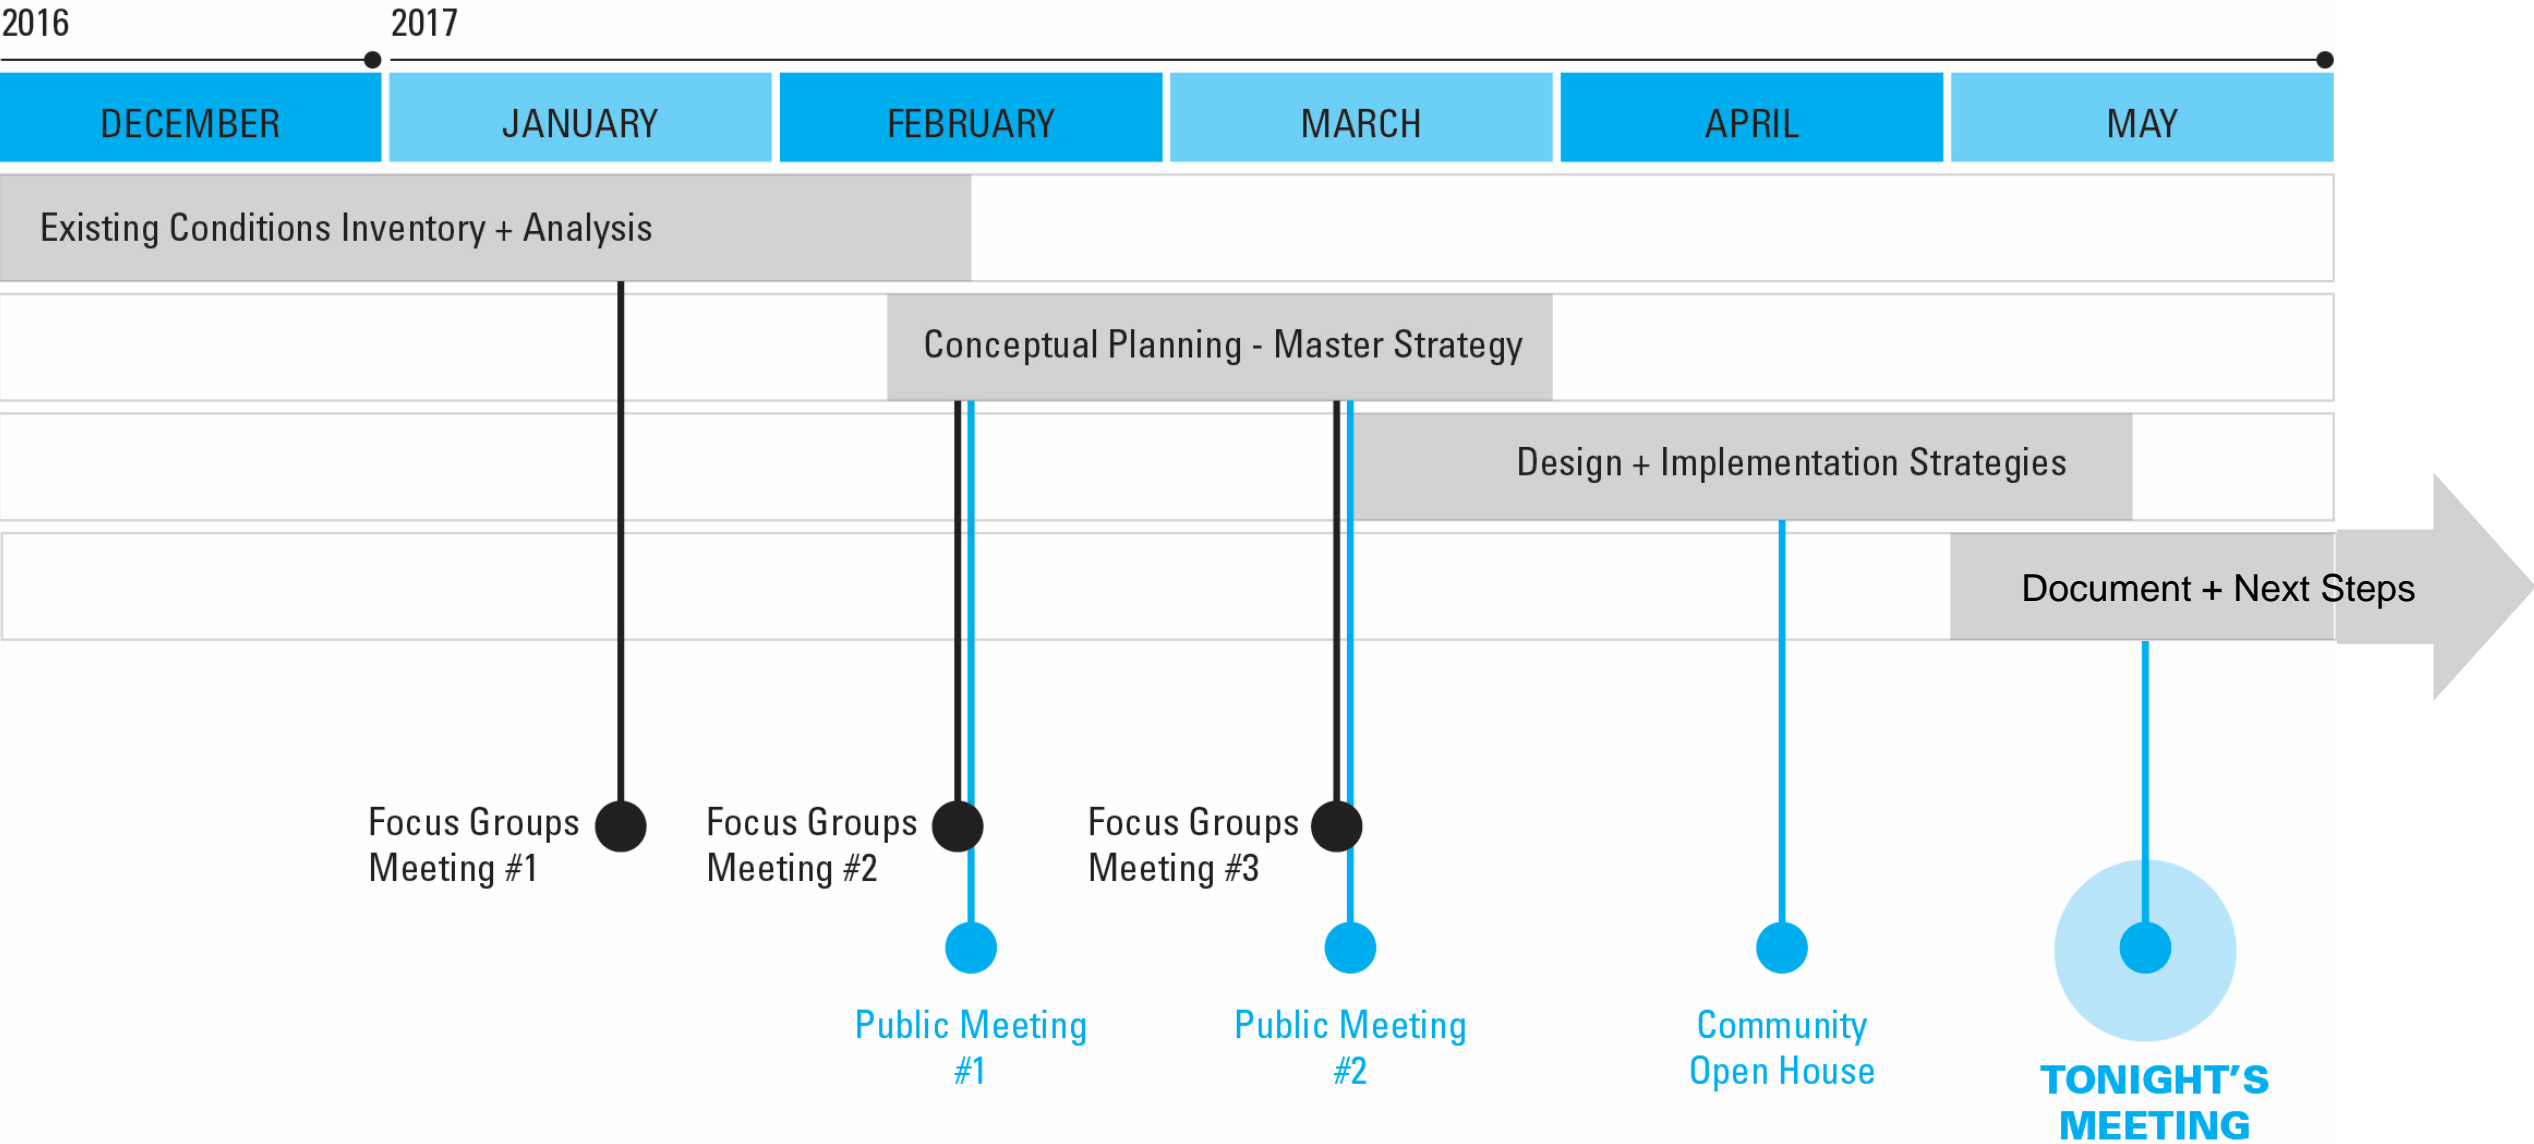 2016
2017
DECEMBER
JANUARY
FEBRUARY
MARCH
APRIL
MAY
Existing Conditions Inventory + Analysis
Conceptual Planning - Master Strategy
Design + Implementation Strategies
Document + Next Steps
Focus Groups
Meeting #1
Focus Groups
Meeting #2
Focus Groups
Meeting #3
Public Meeting
#1
Public Meeting
#2
Community
Open House
TONIGHT'S
MEETING